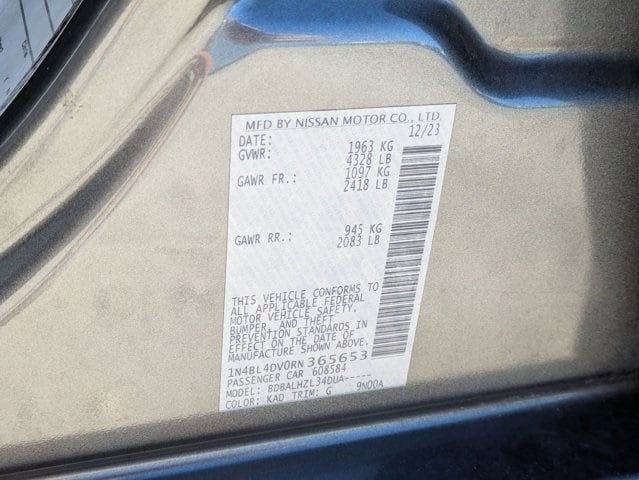 MFD BY NISSAN MOTOR CO., LTD.
DATE: 12/23
GVWR: 1963 KG
4328 LB
GAWR FR.: 1097 KG
2418 LB
GAWR RR.: 945 KG
2083 LB
THIS VEHICLE CONFORMS TO
ALL APPLICABLE FEDERAL
MOTOR VEHICLE SAFETY,
BUMPER, AND THEFT
PREVENTION STANDARDS IN
EFFECT ON THE DATE OF
MANUFACTURE SHOWN ABOVE.
1N4BL4DV0RN365653
PASSENGER CAR 608584
MODEL: BDBALHZL34DUA-----
COLOR: KAD TRIM: G 9N00A